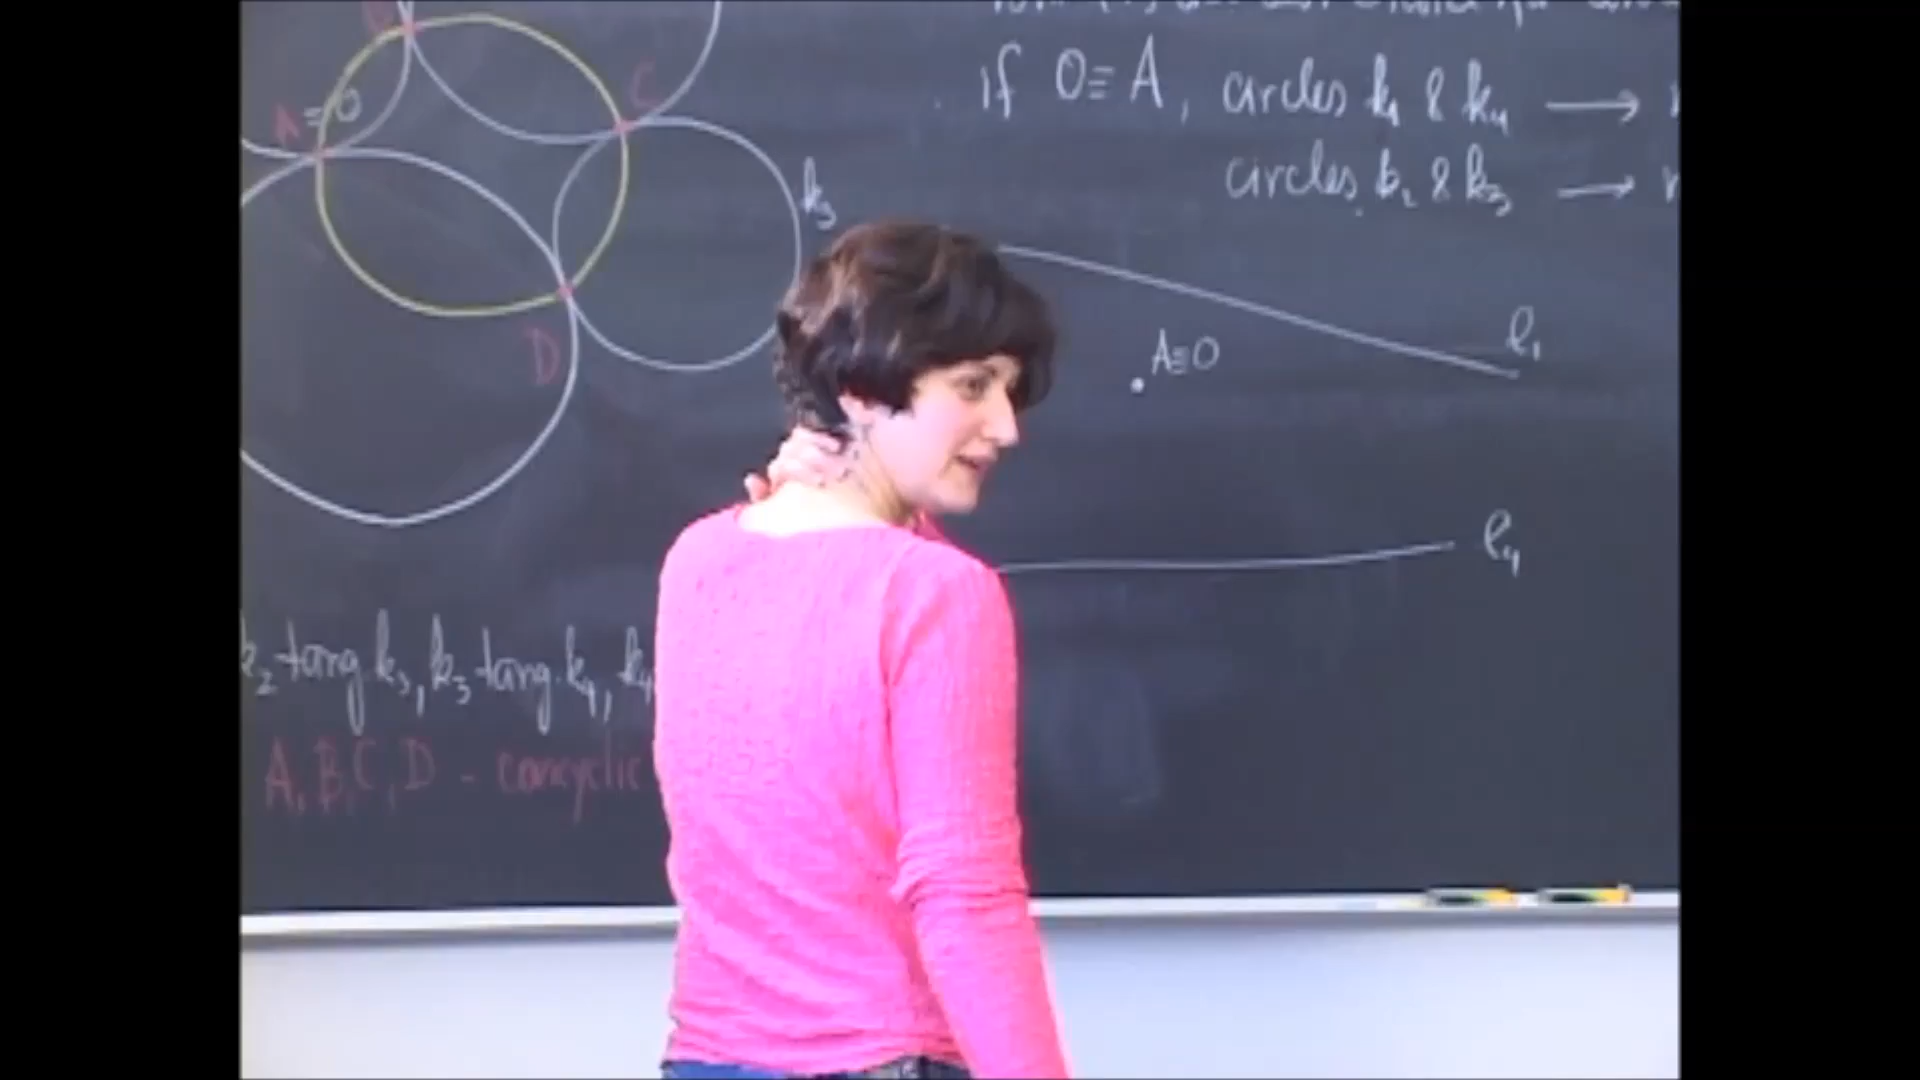 if O≡A, circles k₁ & k₄ →
circles k₂ & k₃ →
C
A≡O
k₃
D
l₁
A≡O
l₄
k₂ tang. k₃, k₃ tang. k₄, k₄
A, B, C, D - concyclic